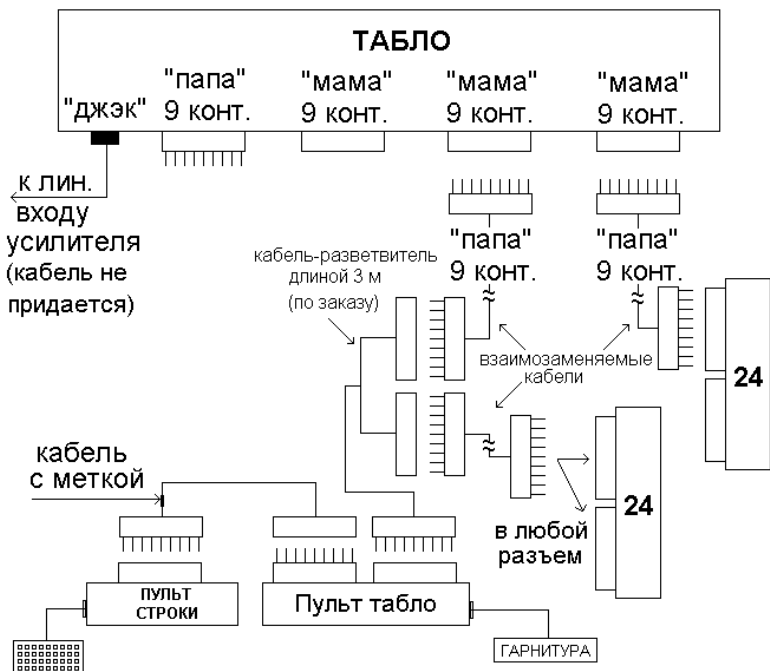 ТАБЛО
"джэк"
"папа"
9 конт.
"мама"
9 конт.
"мама"
9 конт.
"мама"
9 конт.
к лин.
входу
усилителя
(кабель не
придается)
кабель-разветвитель
длиной 3 м
(по заказу)
"папа"
9 конт.
"папа"
9 конт.
взаимозаменяемые
кабели
24
24
кабель
с меткой
в любой
разъем
ПУЛЬТ
СТРОКИ
Пульт табло
ГАРНИТУРА